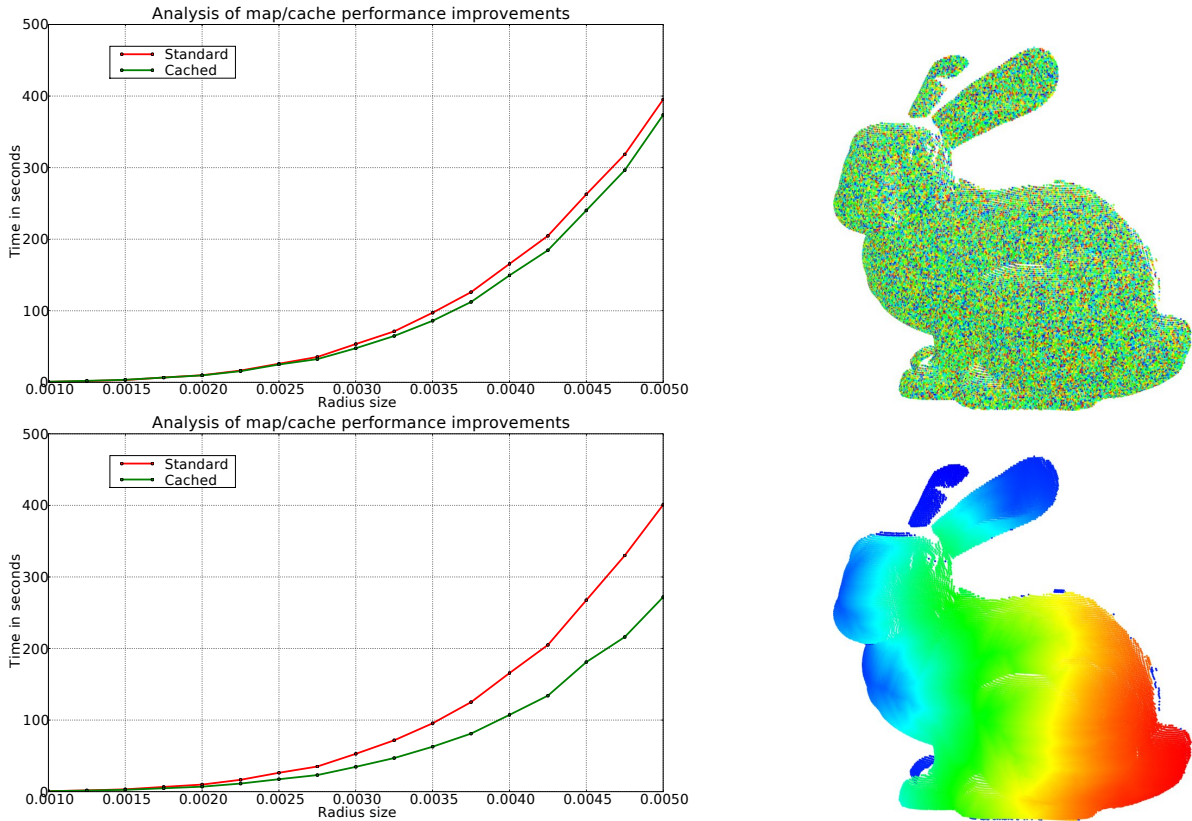 Analysis of map/cache performance improvements
500
400
300
200
100
0
Time in seconds
Standard
Cached
0.0010 0.0015 0.0020 0.0025 0.0030 0.0035 0.0040 0.0045 0.0050
Radius size
Analysis of map/cache performance improvements
500
400
300
200
100
0
Time in seconds
Standard
Cached
0.0010 0.0015 0.0020 0.0025 0.0030 0.0035 0.0040 0.0045 0.0050
Radius size